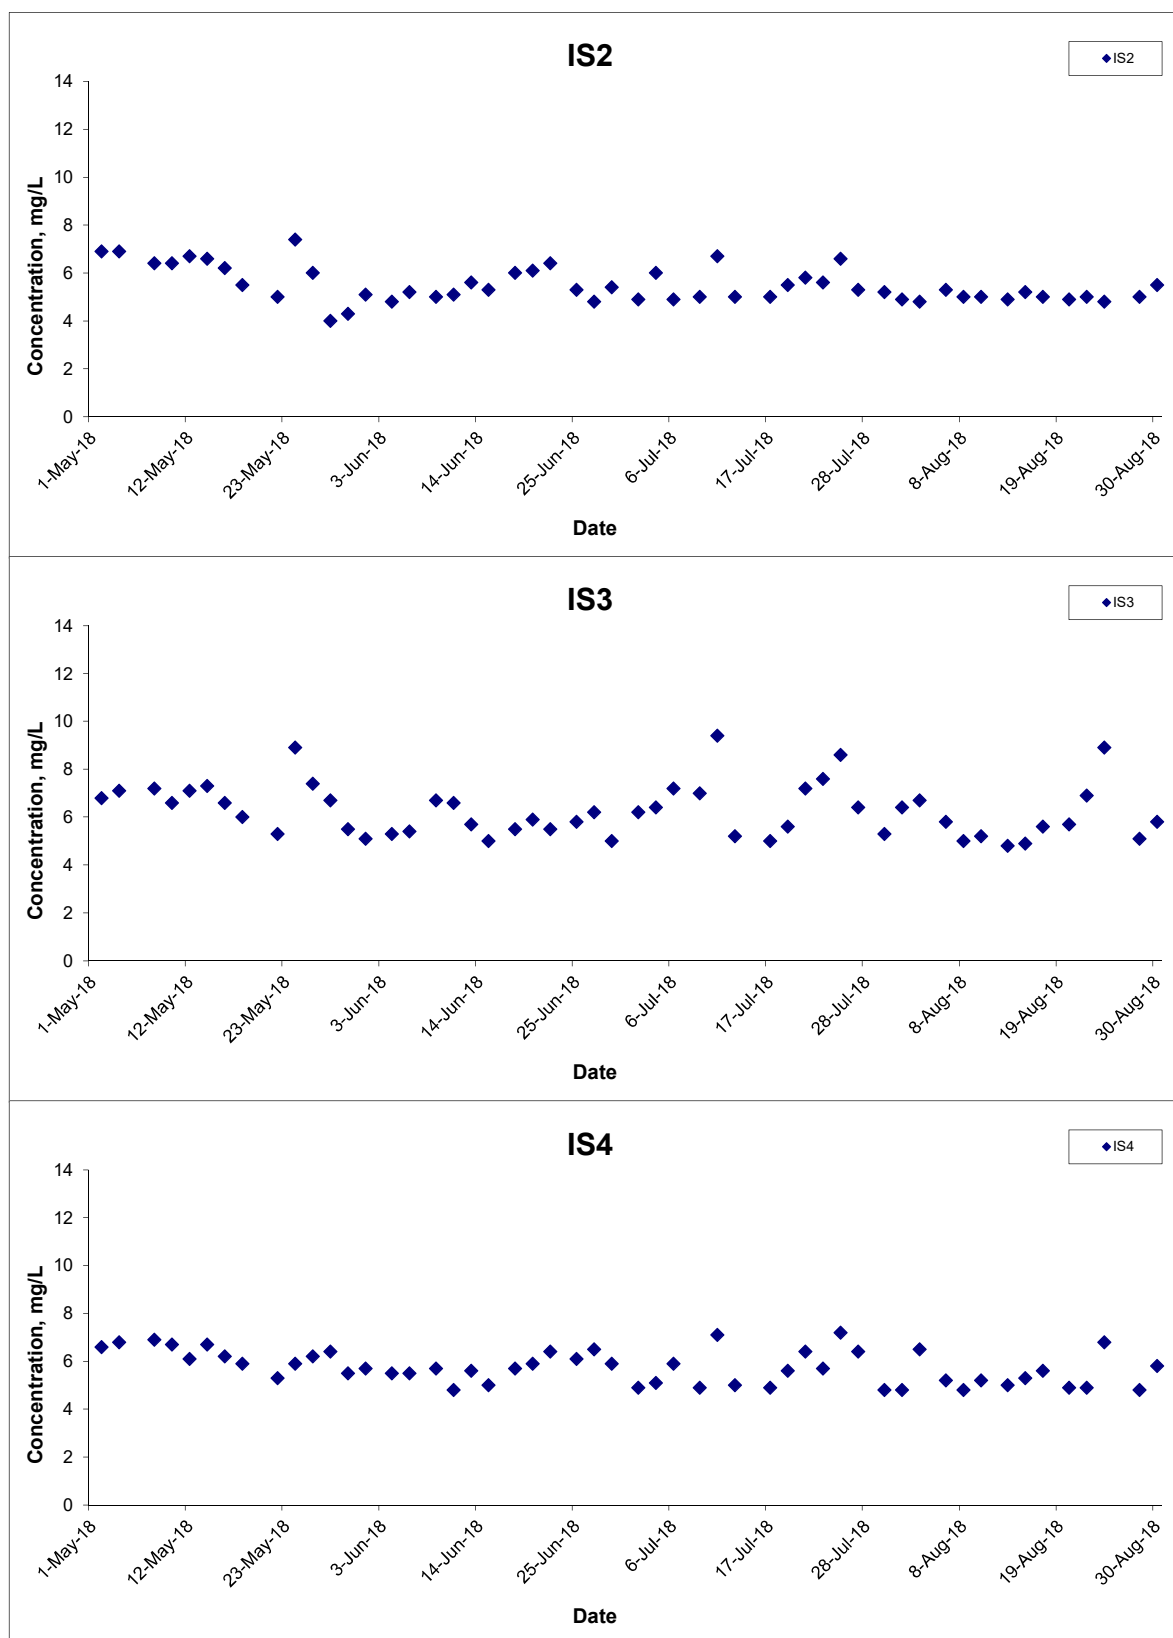 IS2
IS2
14
12
10
8
6
4
2
0
Concentration, mg/L
1-May-18
12-May-18
23-May-18
3-Jun-18
14-Jun-18
25-Jun-18
6-Jul-18
17-Jul-18
28-Jul-18
8-Aug-18
19-Aug-18
30-Aug-18
Date
IS3
IS3
14
12
10
8
6
4
2
0
Concentration, mg/L
1-May-18
12-May-18
23-May-18
3-Jun-18
14-Jun-18
25-Jun-18
6-Jul-18
17-Jul-18
28-Jul-18
8-Aug-18
19-Aug-18
30-Aug-18
Date
IS4
IS4
14
12
10
8
6
4
2
0
Concentration, mg/L
1-May-18
12-May-18
23-May-18
3-Jun-18
14-Jun-18
25-Jun-18
6-Jul-18
17-Jul-18
28-Jul-18
8-Aug-18
19-Aug-18
30-Aug-18
Date